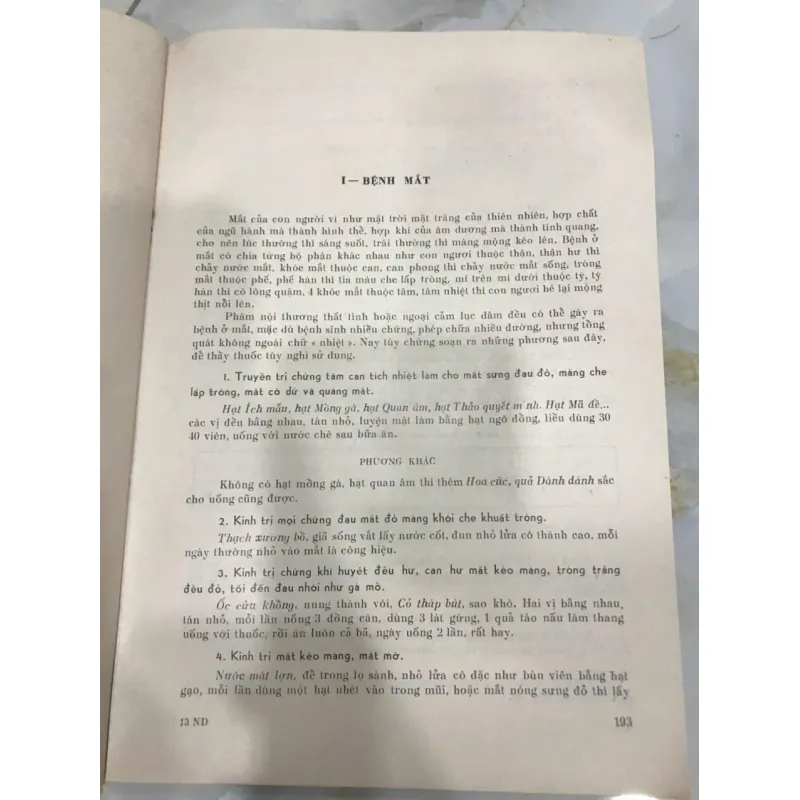 I — BỆNH MẮT
Mắt của con người ví như mặt trời mặt trăng của thiên nhiên, hợp chất
của ngũ hành mà thành hình thể, hợp khí của âm dương mà thành tinh quang,
cho nên lúc thường thì sáng suốt, trái thường thì màng mộng kéo lên. Bệnh ở
mắt có chia từng bộ phận khác nhau như con ngươi thuộc thận, thận hư thì
chảy nước mắt, khóe mắt thuộc can, can phong thì chảy nước mắt sống, tròng
mắt thuộc phế, phế hàn thì tia máu che lấp tròng, mí trên mí dưới thuộc tỳ, tỳ
hàn thì có lông quặm, 4 khóe mắt thuộc tâm, tâm nhiệt thì con ngươi bé lại mộng
thịt nổi lên.
Phàm nội thương thất tình hoặc ngoại cảm lục dâm đều có thể gây ra
bệnh ở mắt, mặc dù bệnh sinh nhiều chứng, phép chữa nhiều đường, nhưng tổng
quát không ngoài chữ « nhiệt ». Nay tùy chứng soạn ra những phương sau đây,
để thầy thuốc tùy nghi sử dụng.
1. Truyền trị chứng tâm can tích nhiệt làm cho mắt sưng đau đỏ, màng che
lấp tròng, mắt có dử và quáng mắt.
Hạt Ích mẫu, hạt Mồng gà, hạt Quan âm, hạt Thảo quyết minh. Hạt Mã đề,..
các vị đều bằng nhau, tán nhỏ, luyện mật làm bằng hạt ngô đồng, liều dùng 30
40 viên, uống với nước chè sau bữa ăn.
PHƯƠNG KHÁC
Không có hạt mồng gà, hạt quan âm thì thêm Hoa cúc, quả Dành dành sắc
cho uống cũng được.
2. Kinh trị mọi chứng đau mắt đỏ màng khói che khuất tròng.
Thạch xương bồ, giã sống vắt lấy nước cốt, đun nhỏ lửa cô thành cao, mỗi
ngày thường nhỏ vào mắt là công hiệu.
3. Kinh trị chứng khí huyết đều hư, can hư mắt kéo màng, tròng trắng
đều đỏ, tối đến đau nhói như gà mổ.
Ốc cửa khổng, nung thành vôi, Cỏ tháp bút, sao khô. Hai vị bằng nhau,
tán nhỏ, mỗi lần uống 3 đồng cân, dùng 3 lát gừng, 1 quả táo nấu làm thang
uống với thuốc, rồi ăn luôn cả bã, ngày uống 2 lần, rất hay.
4. Kinh trị mắt kéo màng, mắt mờ.
Nước mật lợn, để trong lọ sành, nhỏ lửa cô đặc như bùn viên bằng hạt
gạo, mỗi lần dùng một hạt nhét vào trong mũi, hoặc mắt nóng sưng đỏ thì lấy
13 ND
193